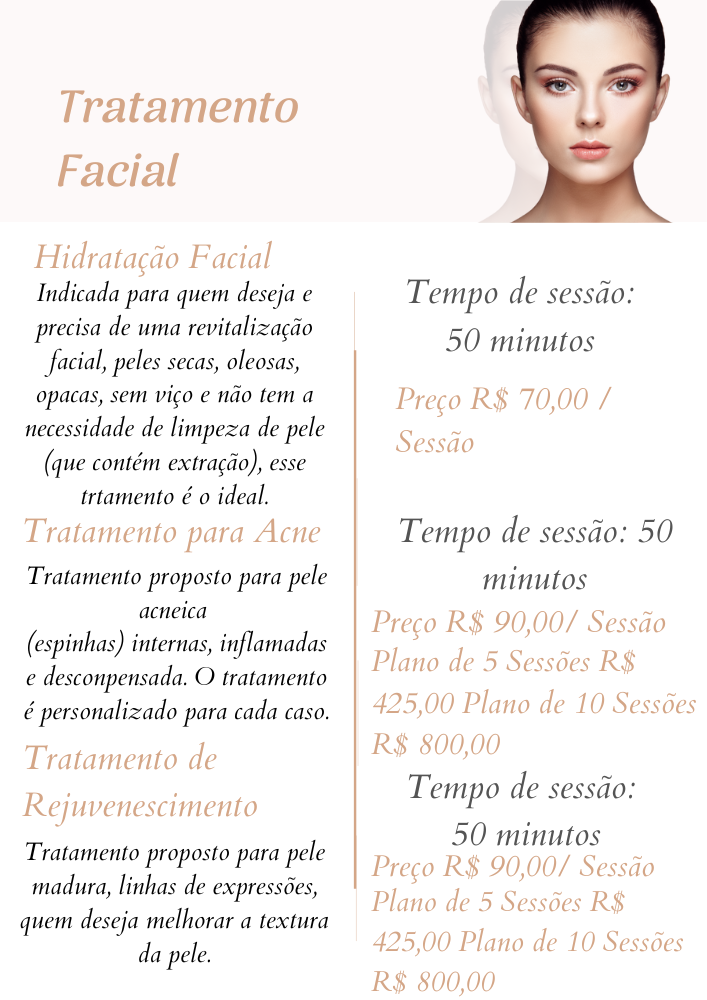 Tratamento
Facial
Hidratação Facial
Indicada para quem deseja e
precisa de uma revitalização
facial, peles secas, oleosas,
opacas, sem viço e não tem a
necessidade de limpeza de pele
(que contém extração), esse
trtamento é o ideal.
Tempo de sessão:
50 minutos
Preço R$ 70,00 /
Sessão
Tratamento para Acne
Tratamento proposto para pele
acneica
(espinhas) internas, inflamadas
e desconpensada. O tratamento
é personalizado para cada caso.
Tempo de sessão: 50
minutos
Preço R$ 90,00/ Sessão
Plano de 5 Sessões R$
425,00 Plano de 10 Sessões
R$ 800,00
Tratamento de
Rejuvenescimento
Tratamento proposto para pele
madura, linhas de expressões,
quem deseja melhorar a textura
da pele.
Tempo de sessão:
50 minutos
Preço R$ 90,00/ Sessão
Plano de 5 Sessões R$
425,00 Plano de 10 Sessões
R$ 800,00